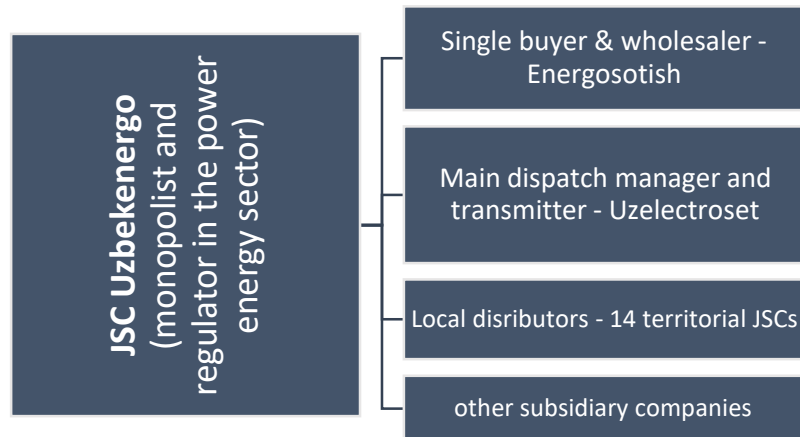 JSC Uzbekenergo
(monopolist and
regulator in the power
energy sector)
Single buyer & wholesaler -
Energosotish
Main dispatch manager and
transmitter - Uzelectroset
Local disributors - 14 territorial JSCs
other subsidiary companies